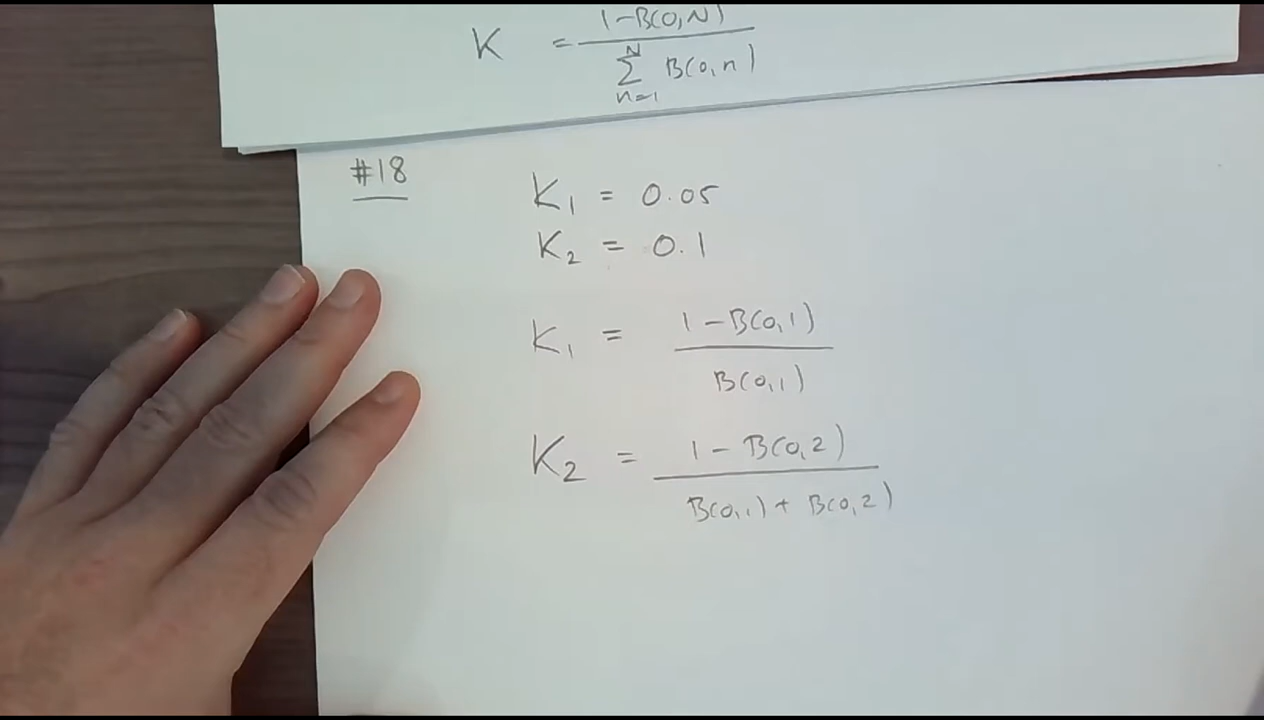 K = (1-B(0,N)) / (∑_{n=1}^{N} B(0,n))
#18
K₁ = 0.05
K₂ = 0.1
K₁ = (1-B(0,1)) / (B(0,1))
K₂ = (1-B(0,2)) / (B(0,1)+B(0,2))